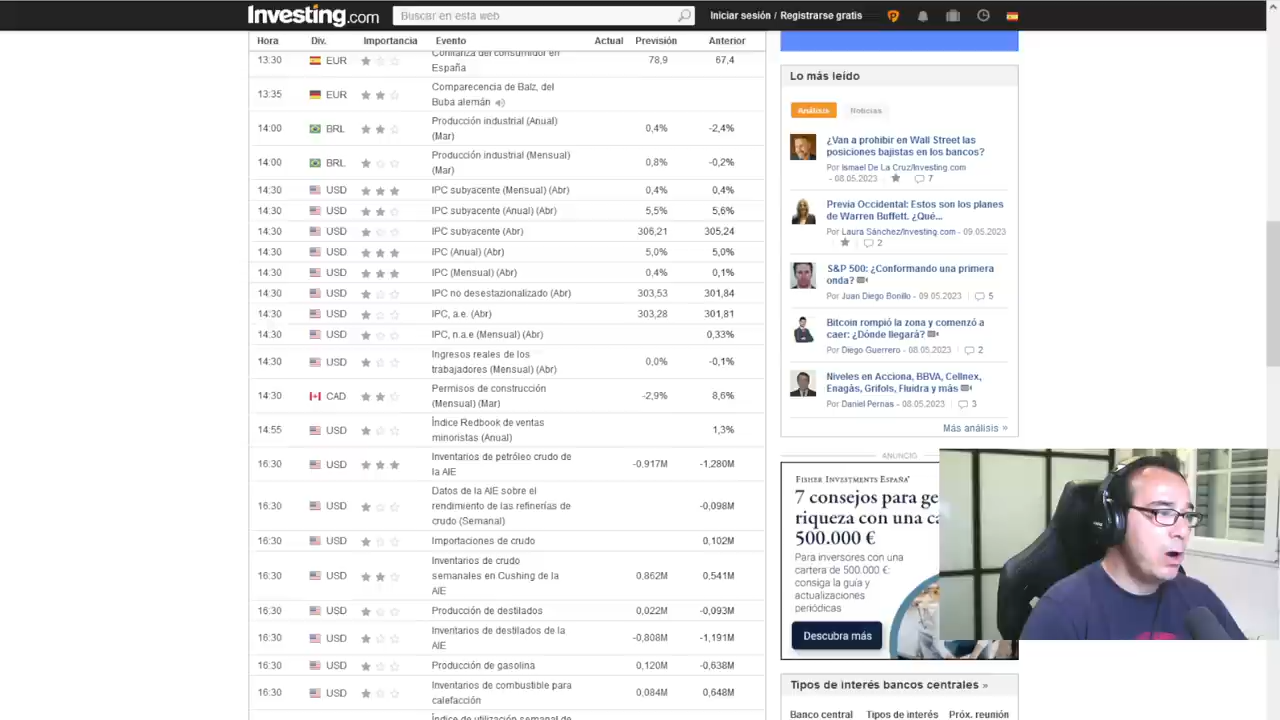 Investing.com Buscar en esta web Iniciar sesión / Registrarse gratis
Hora Div. Importancia Evento Actual Previsión Anterior
13:30 EUR Confianza del consumidor en 78,9 67,4
España
13:35 EUR Comparecencia de Balz, del
Buba alemán
14:00 BRL Producción industrial (Anual) 0,4% -2,4%
(Mar)
14:00 BRL Producción industrial (Mensual) 0,8% -0,2%
(Mar)
14:30 USD IPC subyacente (Mensual) (Abr) 0,4% 0,4%
14:30 USD IPC subyacente (Anual) (Abr) 5,5% 5,6%
14:30 USD IPC subyacente (Abr) 306,21 305,24
14:30 USD IPC (Anual) (Abr) 5,0% 5,0%
14:30 USD IPC (Mensual) (Abr) 0,4% 0,1%
14:30 USD IPC no desestazionalizado (Abr) 303,53 301,84
14:30 USD IPC, a.e. (Abr) 303,28 301,81
14:30 USD IPC, n.a.e (Mensual) (Abr) 0,33%
14:30 USD Ingresos reales de los 0,0% -0,1%
trabajadores (Mensual) (Abr)
14:30 CAD Permisos de construcción -2,9% 8,6%
(Mensual) (Mar)
14:55 USD Índice Redbook de ventas 1,3%
minoristas (Anual)
16:30 USD Inventarios de petróleo crudo de -0,917M -1,280M
la AIE
16:30 USD Datos de la AIE sobre el -0,098M
rendimiento de las refinerías de
crudo (Semanal)
16:30 USD Importaciones de crudo 0,102M
16:30 USD Inventarios de crudo 0,862M 0,541M
semanales en Cushing de la
AIE
16:30 USD Producción de destilados 0,022M -0,093M
16:30 USD Inventarios de destilados de la -0,808M -1,191M
AIE
16:30 USD Producción de gasolina 0,120M -0,638M
16:30 USD Inventarios de combustible para 0,084M 0,648M
calefacción
Índice de utilización semanal de
Lo más leído
Análisis Noticias
¿Van a prohibir en Wall Street las
posiciones bajistas en los bancos?
Por Ismael De La Cruz/Investing.com
- 08.05.2023 7
Previa Occidental: Estos son los planes
de Warren Buffett. ¿Qué...
Por Laura Sánchez/Investing.com - 09.05.2023
2
S&P 500: ¿Conformando una primera
onda?
Por Juan Diego Bonillo - 09.05.2023 5
Bitcoin rompió la zona y comenzó a
caer: ¿Dónde llegará?
Por Diego Guerrero - 08.05.2023 2
Niveles en Acciona, BBVA, Cellnex,
Enagás, Grifols, Fluidra y más
Por Daniel Pernas - 08.05.2023 3
Más análisis »
ANUNCIO
FISHER INVESTMENTS ESPAÑA
7 consejos para ge
riqueza con una ca
500.000 €
Para inversores con una
cartera de 500.000 €:
consiga la guía y
actualizaciones
periódicas
Descubra más
Tipos de interés bancos centrales »
Banco central Tipos de interés Próx. reunión